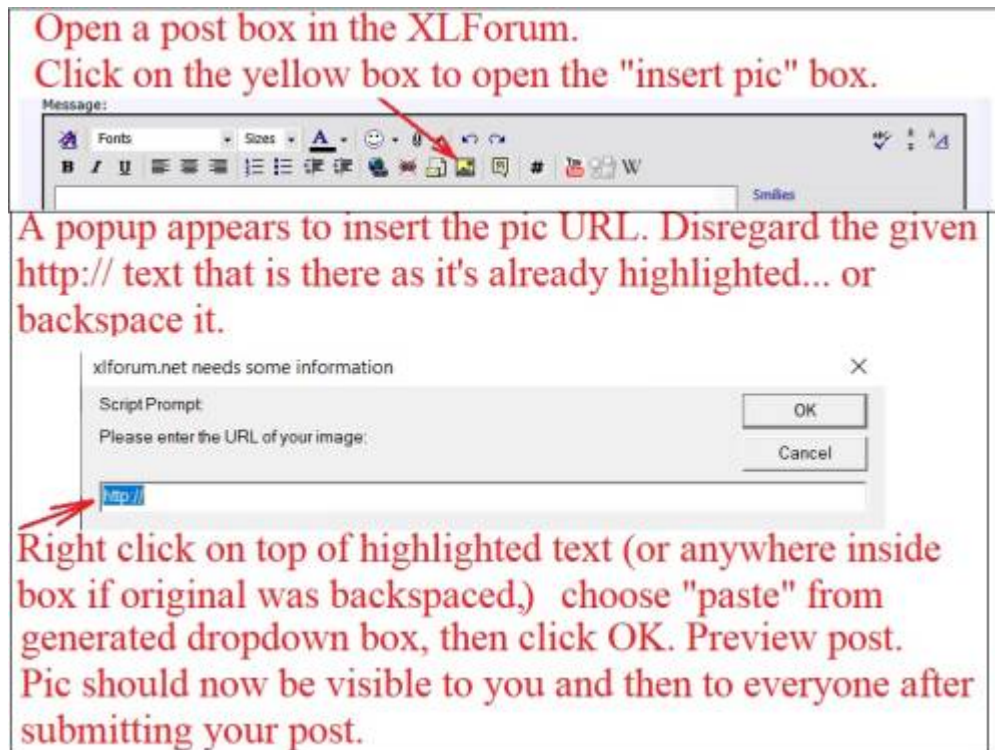 Open a post box in the XLForum.
Click on the yellow box to open the "insert pic" box.
Message:
Fonts Sizes A
B I U # You W
Smilies
A popup appears to insert the pic URL. Disregard the given
http:// text that is there as it's already highlighted... or
backspace it.
xlforum.net needs some information
Script Prompt:
OK
Please enter the URL of your image:
Cancel
http://
Right click on top of highlighted text (or anywhere inside
box if original was backspaced,) choose "paste" from
generated dropdown box, then click OK. Preview post.
Pic should now be visible to you and then to everyone after
submitting your post.